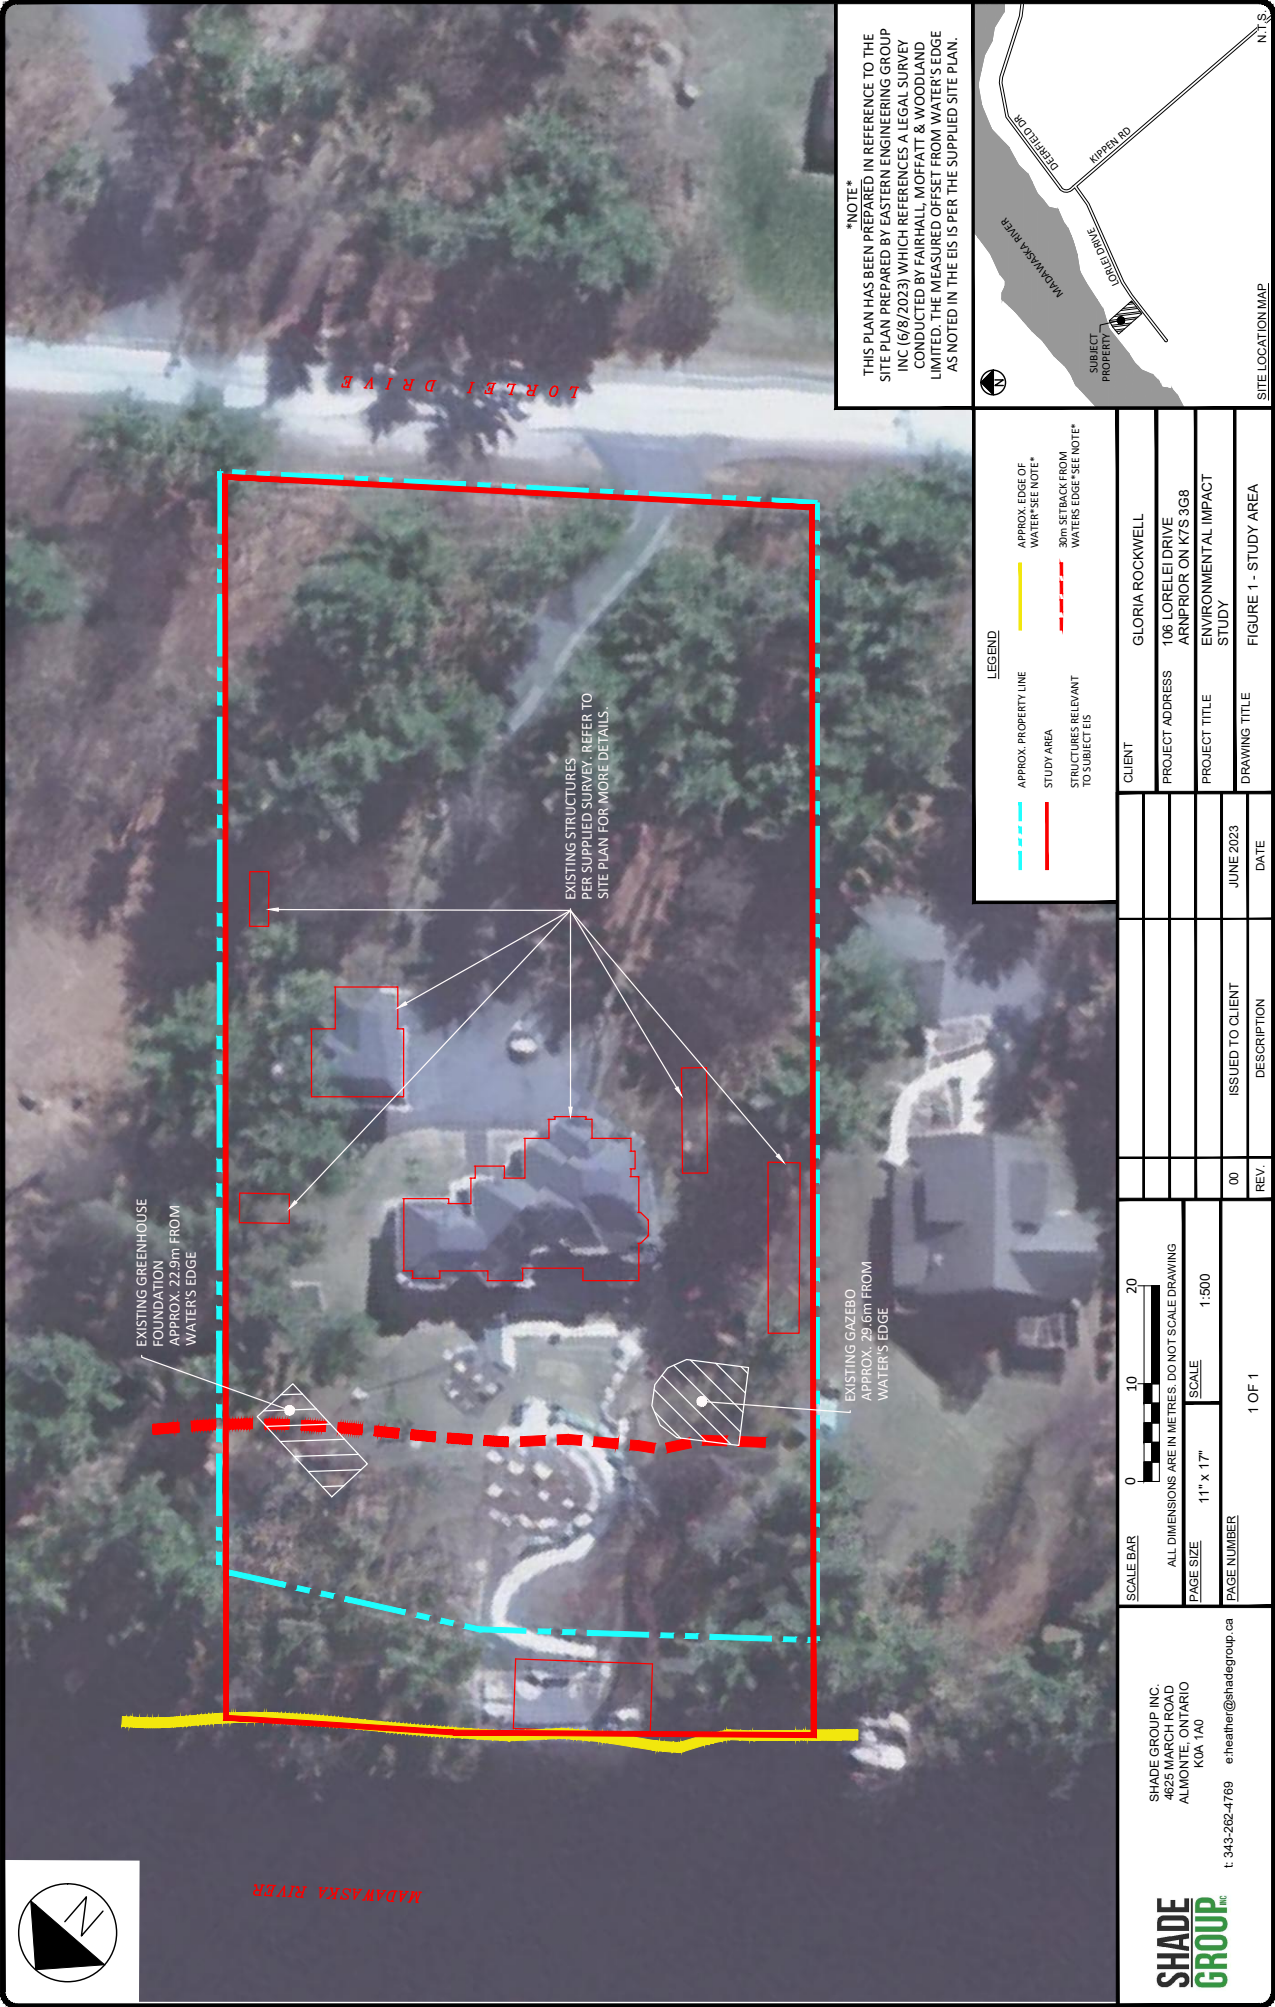 EXISTING GREENHOUSE
FOUNDATION
APPROX. 22.9m FROM
WATER'S EDGE
EXISTING STRUCTURES
PER SUPPLIED SURVEY. REFER TO
SITE PLAN FOR MORE DETAILS.
EXISTING GAZEBO
APPROX. 29.6m FROM
WATER'S EDGE
LORLEI DRIVE
MADAWASKA RIVER
N
*NOTE*
THIS PLAN HAS BEEN PREPARED IN REFERENCE TO THE
SITE PLAN PREPARED BY EASTERN ENGINEERING GROUP
INC (6/8/2023) WHICH REFERENCES A LEGAL SURVEY
CONDUCTED BY FAIRHALL, MOFFATT & WOODLAND
LIMITED. THE MEASURED OFFSET FROM WATER'S EDGE
AS NOTED IN THE EIS IS PER THE SUPPLIED SITE PLAN.
N
MADAWASKA RIVER
DEERFIELD DR
KIPPEN RD
LORLEI DRIVE
SUBJECT
PROPERTY
SITE LOCATION MAP
N.T.S.
LEGEND
APPROX. PROPERTY LINE
STUDY AREA
STRUCTURES RELEVANT
TO SUBJECT EIS
APPROX. EDGE OF
WATER*SEE NOTE*
30m SETBACK FROM
WATERS EDGE*SEE NOTE*
SHADE
GROUP INC
SHADE GROUP INC.
4625 MARCH ROAD
ALMONTE, ONTARIO
K0A 1A0
t: 343-262-4769 e:heather@shadegroup.ca
SCALE BAR
0 10 20
ALL DIMENSIONS ARE IN METRES. DO NOT SCALE DRAWING
PAGE SIZE
11" x 17"
SCALE
1:500
PAGE NUMBER
1 OF 1
00 ISSUED TO CLIENT JUNE 2023
REV. DESCRIPTION DATE
CLIENT
GLORIA ROCKWELL
PROJECT ADDRESS
106 LORELEI DRIVE
ARNPRIOR ON K7S 3G8
PROJECT TITLE
ENVIRONMENTAL IMPACT
STUDY
DRAWING TITLE
FIGURE 1 - STUDY AREA